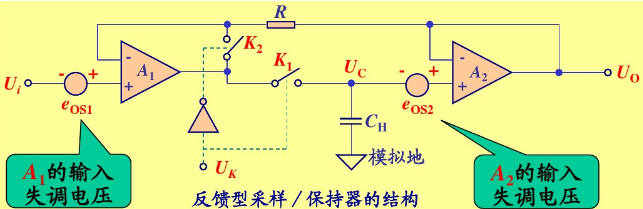 R
K2
K1
A1
A2
Ui
- +
eOS1
UC
- +
eOS2
UO
CH
模拟地
UK
A1的输入
失调电压
A2的输入
失调电压
反馈型采样/保持器的结构